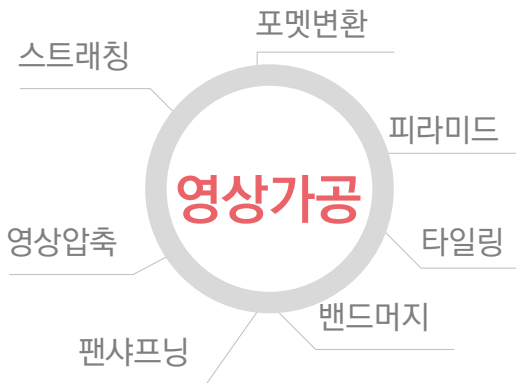 포멧변환
스트래칭
피라미드
영상가공
영상압축
타일링
밴드머지
팬샤프닝